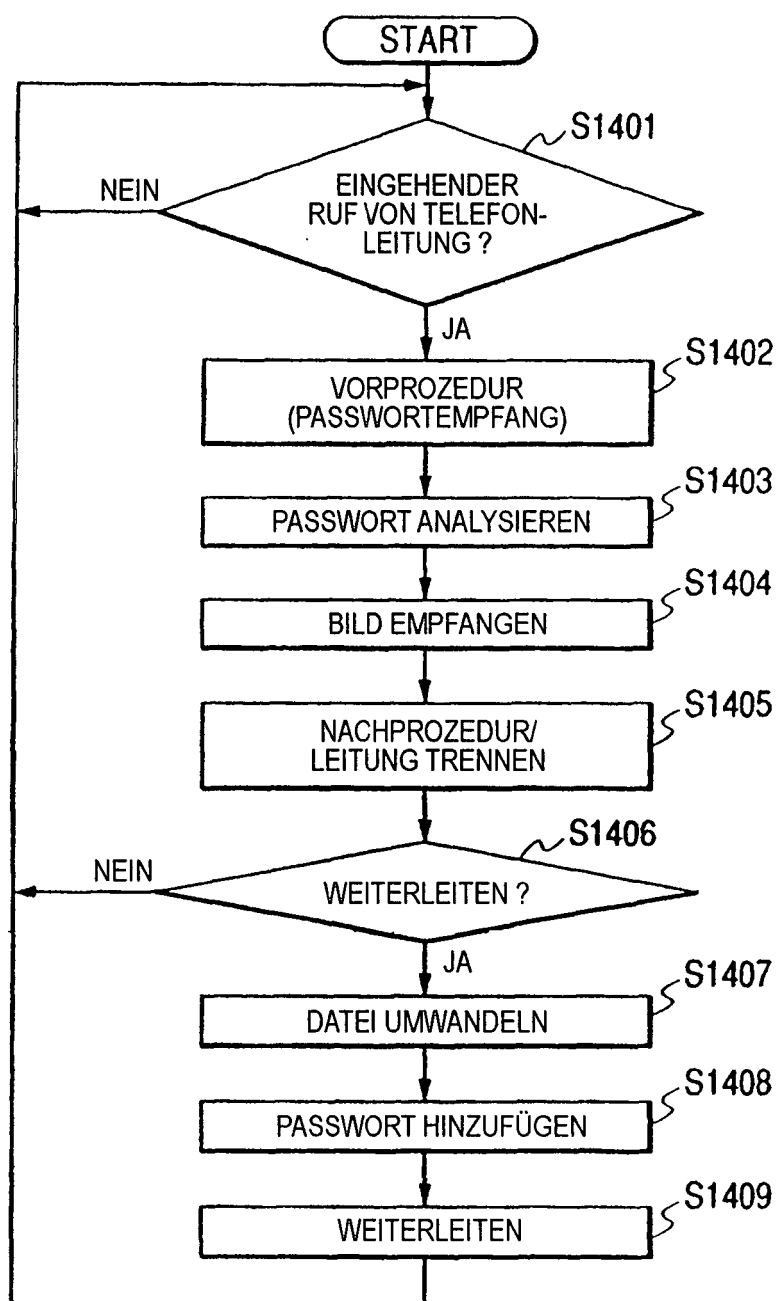 START
S1401
NEIN
EINGEHENDER
RUF VON TELEFON-
LEITUNG ?
JA
S1402
VORPROZEDUR
(PASSWORTEMPFANG)
S1403
PASSWORT ANALYSIEREN
S1404
BILD EMPFANGEN
S1405
NACHPROZEDUR/
LEITUNG TRENNEN
S1406
NEIN
WEITERLEITEN ?
JA
S1407
DATEI UMWANDELN
S1408
PASSWORT HINZUFÜGEN
S1409
WEITERLEITEN